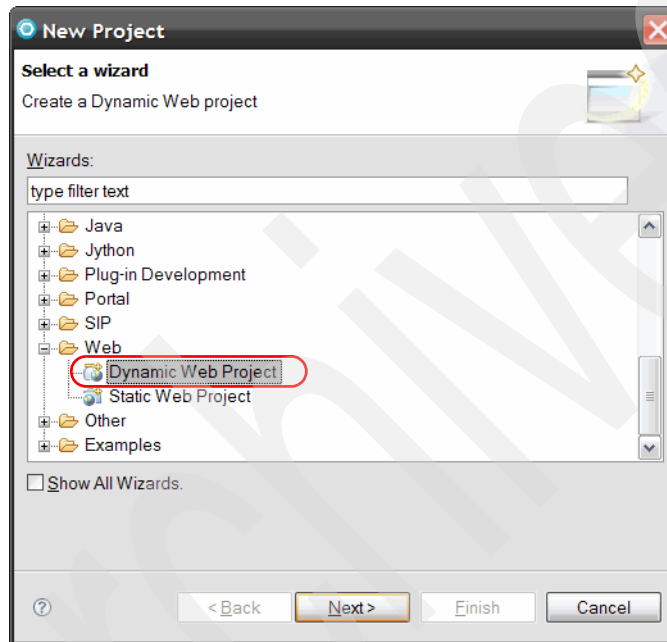 New Project
Select a wizard
Create a Dynamic Web project
Wizards:
type filter text
Java
Jython
Plug-in Development
Portal
SIP
Web
Dynamic Web Project
Static Web Project
Other
Examples
Show All Wizards.
< Back Next > Finish Cancel